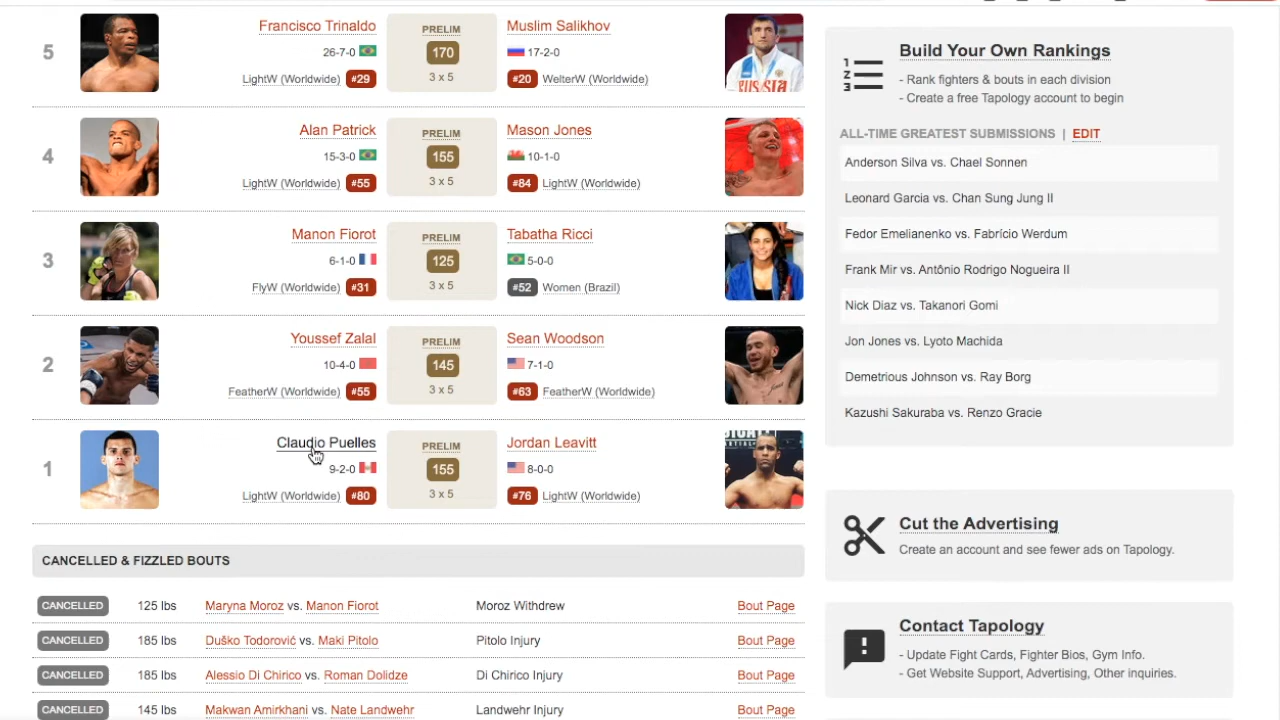 5
Francisco Trinaldo
26-7-0
LightW (Worldwide) #29
PRELIM
170
3 x 5
Muslim Salikhov
17-2-0
#20 WelterW (Worldwide)
4
Alan Patrick
15-3-0
LightW (Worldwide) #55
PRELIM
155
3 x 5
Mason Jones
10-1-0
#84 LightW (Worldwide)
3
Manon Fiorot
6-1-0
FlyW (Worldwide) #31
PRELIM
125
3 x 5
Tabatha Ricci
5-0-0
#52 Women (Brazil)
2
Youssef Zalal
10-4-0
FeatherW (Worldwide) #55
PRELIM
145
3 x 5
Sean Woodson
7-1-0
#63 FeatherW (Worldwide)
1
Claudio Puelles
9-2-0
LightW (Worldwide) #80
PRELIM
155
3 x 5
Jordan Leavitt
8-0-0
#76 LightW (Worldwide)
CANCELLED & FIZZLED BOUTS
CANCELLED 125 lbs Maryna Moroz vs. Manon Fiorot Moroz Withdrew Bout Page
CANCELLED 185 lbs Duško Todorović vs. Maki Pitolo Pitolo Injury Bout Page
CANCELLED 185 lbs Alessio Di Chirico vs. Roman Dolidze Di Chirico Injury Bout Page
CANCELLED 145 lbs Makwan Amirkhani vs. Nate Landwehr Landwehr Injury Bout Page
1
2
3
Build Your Own Rankings
- Rank fighters & bouts in each division
- Create a free Tapology account to begin
ALL-TIME GREATEST SUBMISSIONS | EDIT
Anderson Silva vs. Chael Sonnen
Leonard Garcia vs. Chan Sung Jung II
Fedor Emelianenko vs. Fabrício Werdum
Frank Mir vs. Antônio Rodrigo Nogueira II
Nick Diaz vs. Takanori Gomi
Jon Jones vs. Lyoto Machida
Demetrious Johnson vs. Ray Borg
Kazushi Sakuraba vs. Renzo Gracie
Cut the Advertising
Create an account and see fewer ads on Tapology.
Contact Tapology
- Update Fight Cards, Fighter Bios, Gym Info.
- Get Website Support, Advertising, Other inquiries.